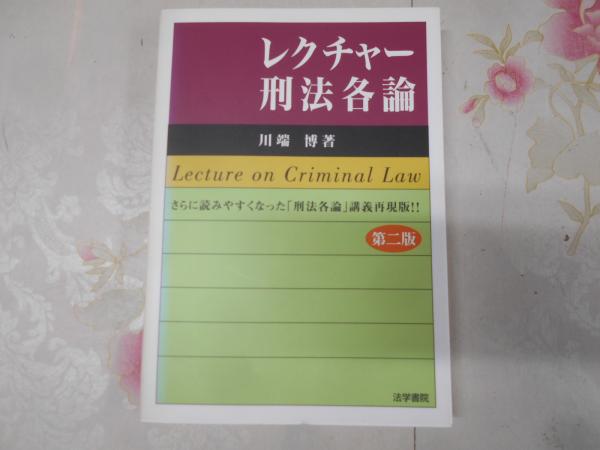 レクチャー
刑法各論
川端 博著
Lecture on Criminal Law
さらに読みやすくなった「刑法各論」講義再現版!!
第二版
法学書院